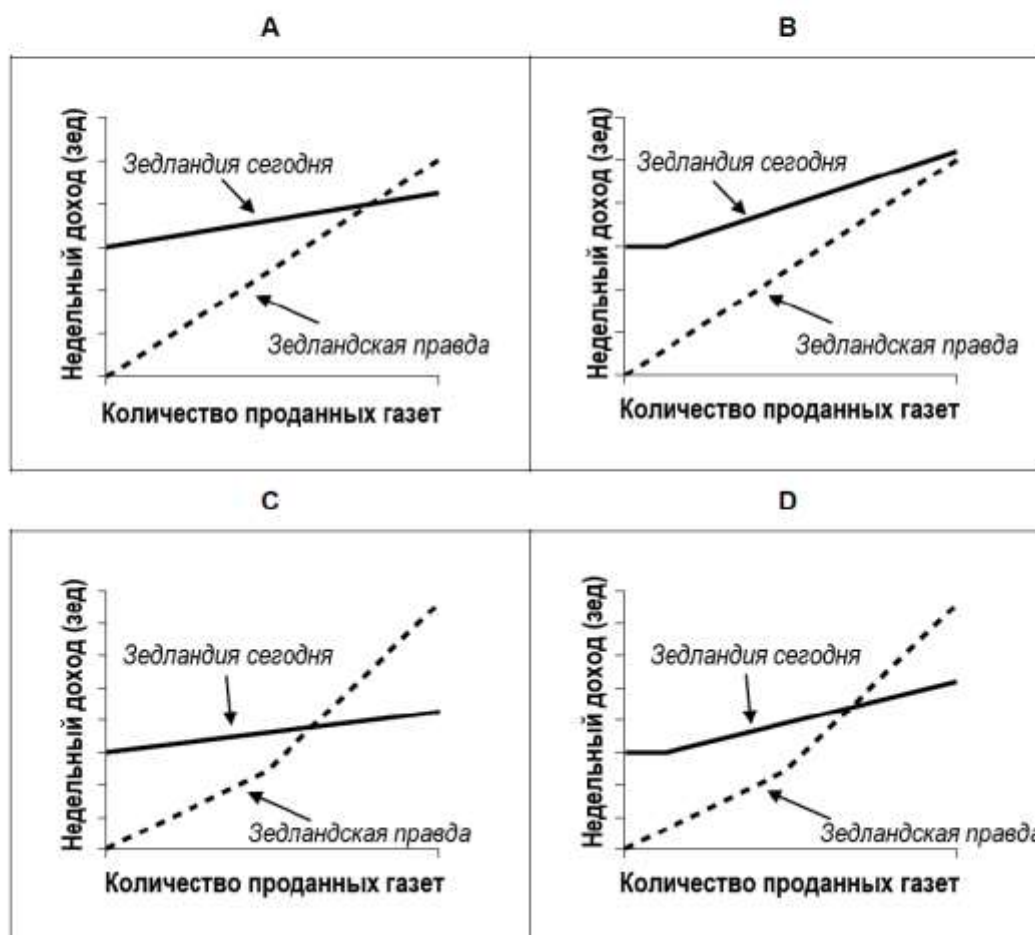 A
B
Недельный доход (зед)
Зедландия сегодня
Зедландская правда
Количество проданных газет
Недельный доход (зед)
Зедландия сегодня
Зедландская правда
Количество проданных газет
C
D
Недельный доход (зед)
Зедландия сегодня
Зедландская правда
Количество проданных газет
Недельный доход (зед)
Зедландия сегодня
Зедландская правда
Количество проданных газет